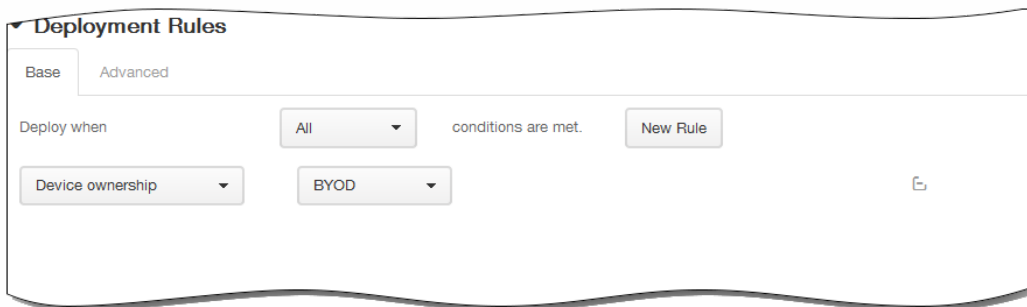 Deployment Rules
Base Advanced
Deploy when All conditions are met. New Rule
Device ownership BYOD